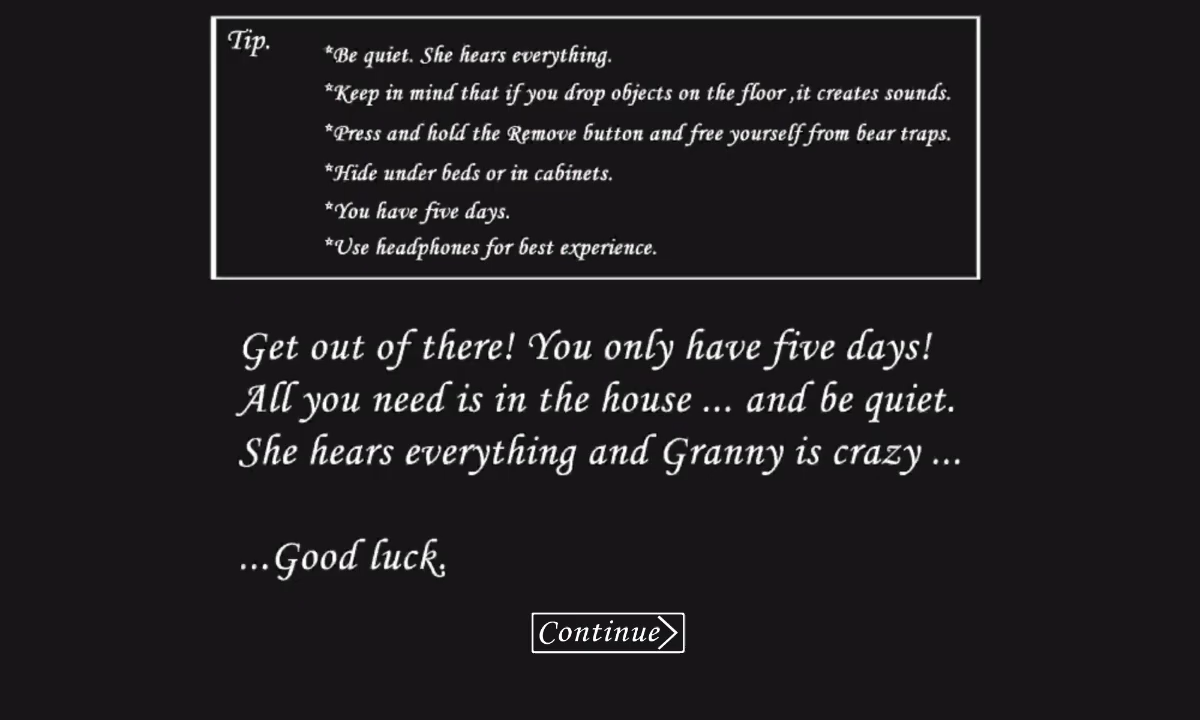 Tip.
*Be quiet. She hears everything.
*Keep in mind that if you drop objects on the floor ,it creates sounds.
*Press and hold the Remove button and free yourself from bear traps.
*Hide under beds or in cabinets.
*You have five days.
*Use headphones for best experience.
Get out of there! You only have five days!
All you need is in the house ... and be quiet.
She hears everything and Granny is crazy ...
...Good luck.
Continue>